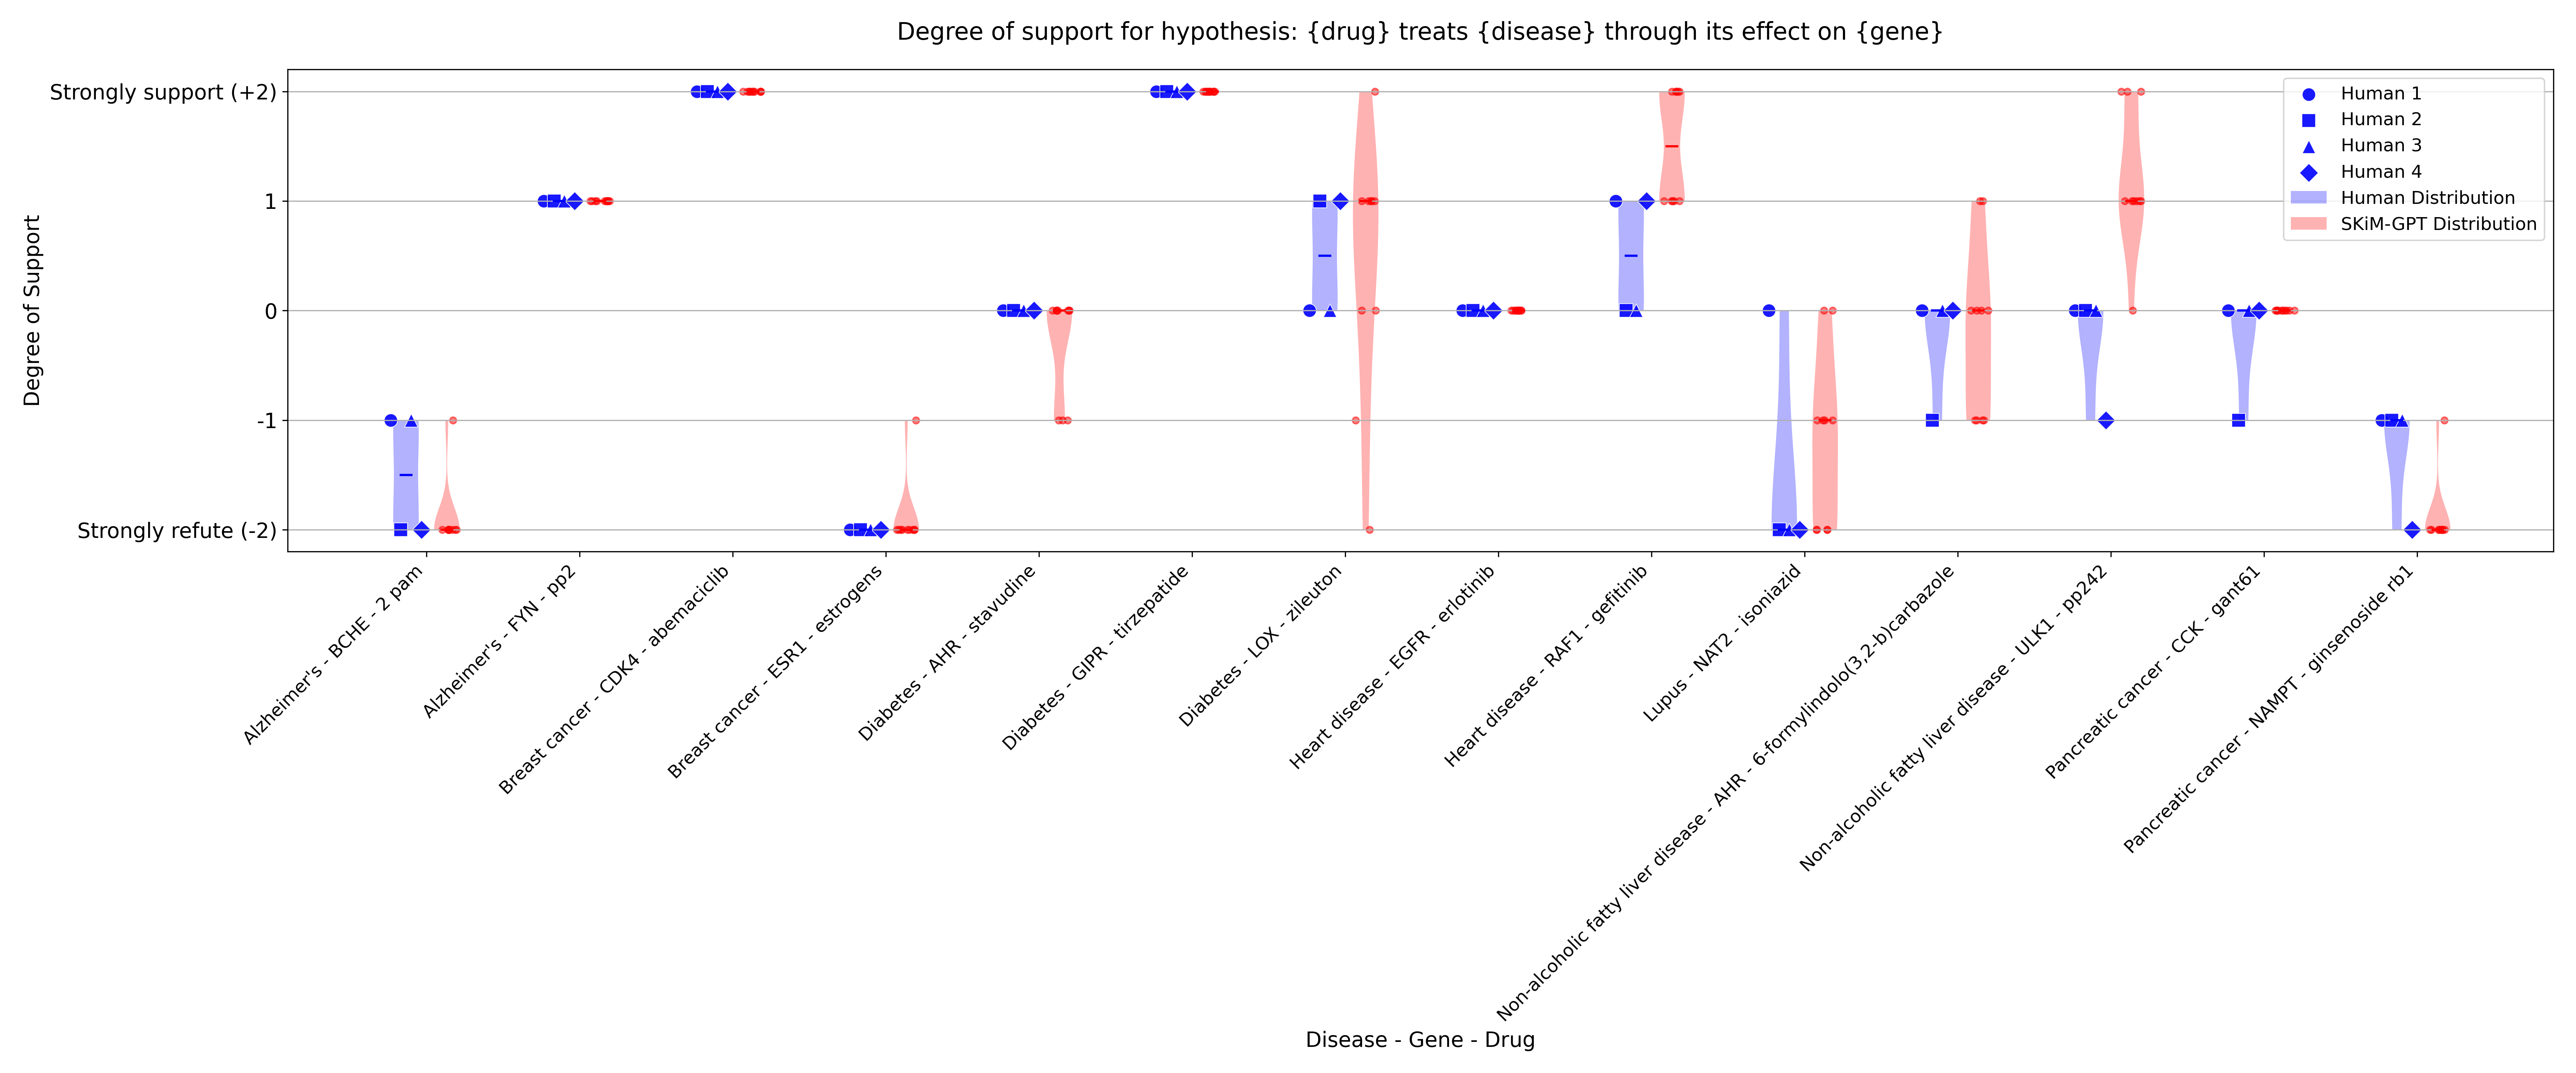 Degree of support for hypothesis: {drug} treats {disease} through its effect on {gene}
Degree of Support
Strongly support (+2)
1
0
-1
Strongly refute (-2)
Human 1
Human 2
Human 3
Human 4
Human Distribution
SKiM-GPT Distribution
Alzheimer's - BCHE - 2 pam
Alzheimer's - FYN - pp2
Breast cancer - CDK4 - abemaciclib
Breast cancer - ESR1 - estrogens
Diabetes - AHR - stavudine
Diabetes - GIPR - tirzepatide
Diabetes - LOX - zileuton
Heart disease - EGFR - erlotinib
Heart disease - RAF1 - gefitinib
Lupus - NAT2 - isoniazid
Non-alcoholic fatty liver disease - AHR - 6-formylindolo(3,2-b)carbazole
Non-alcoholic fatty liver disease - ULK1 - pp242
Pancreatic cancer - CCK - gant61
Pancreatic cancer - NAMPT - ginsenoside rb1
Disease - Gene - Drug